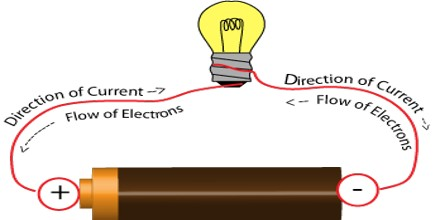 Direction of Current -->
<---------- Flow of Electrons
Direction of Current -->
<-- Flow of Electrons
+
-